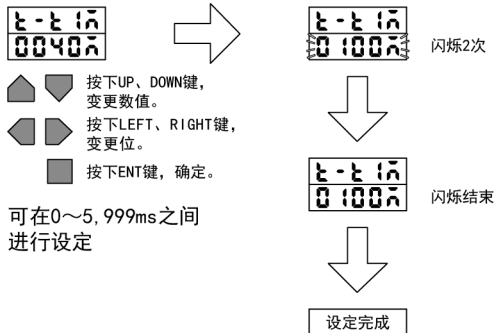 t-tim
0040m
t-tim
0100m
闪烁2次
按下UP、DOWN键，
变更数值。
按下LEFT、RIGHT键，
变更位。
按下ENT键，确定。
t-tim
0100m
闪烁结束
可在0～5,999ms之间
进行设定
设定完成